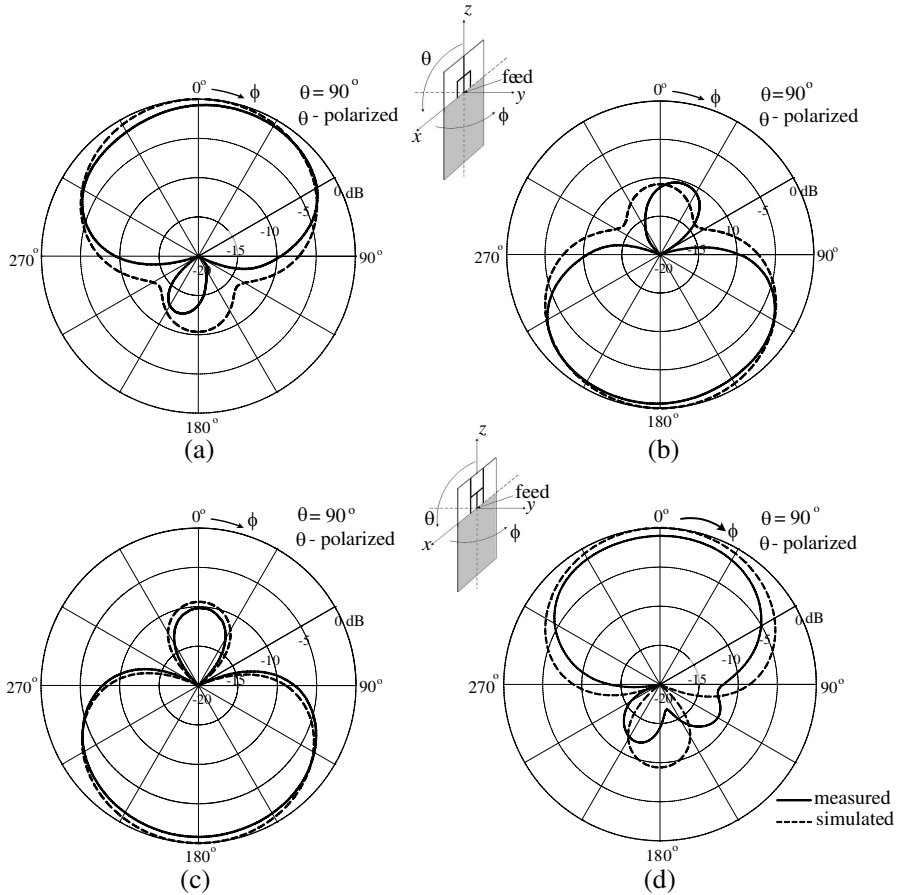 z
θ
fæd
y
φ
x
0° φ
θ = 90°
θ - polarized
0 dB
-5
-10
-15
-20
270°
90°
180°
(a)
0° φ
θ = 90°
θ - polarized
0 dB
-5
-10
-15
-20
270°
90°
180°
(b)
z
feed
θ
y
x
φ
0° φ
θ = 90°
θ - polarized
0 dB
-5
-10
-15
-20
270°
90°
180°
(c)
0° φ
θ = 90°
θ - polarized
0 dB
-5
-10
-15
-20
270°
90°
measured
simulated
180°
(d)